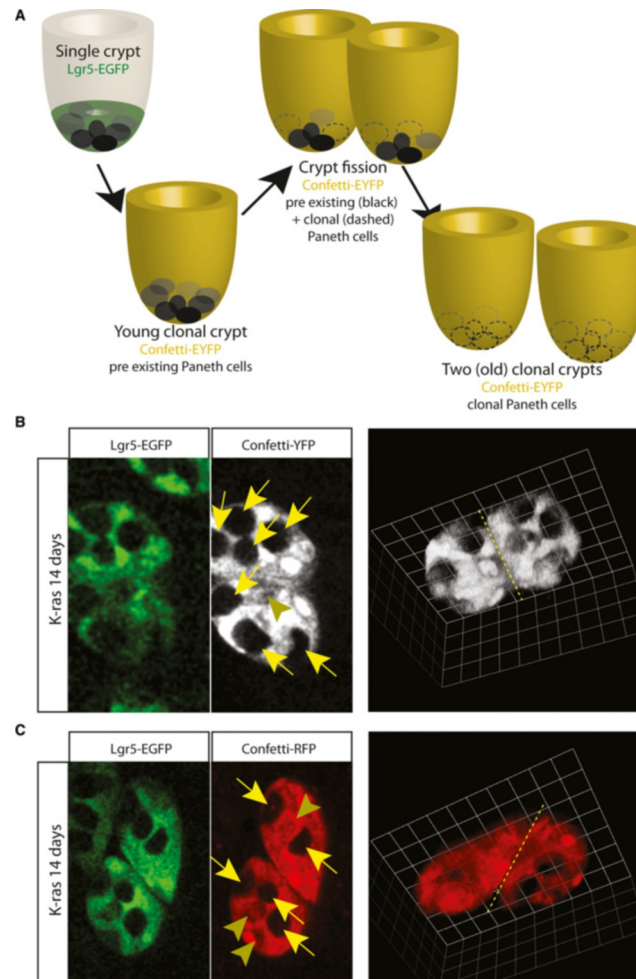 A
Single crypt
Lgr5-EGFP
Crypt fission
Confetti-EYFP
pre existing (black)
+ clonal (dashed)
Paneth cells
Young clonal crypt
Confetti-EYFP
pre existing Paneth cells
Two (old) clonal crypts
Confetti-EYFP
clonal Paneth cells
B
Lgr5-EGFP
Confetti-YFP
K-ras 14 days
C
Lgr5-EGFP
Confetti-RFP
K-ras 14 days